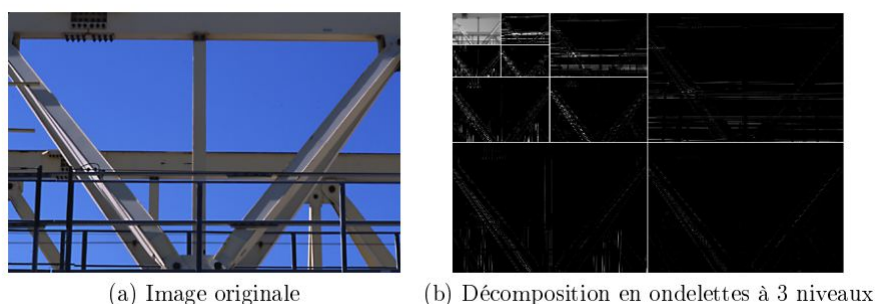 (a) Image originale
(b) Décomposition en ondelettes à 3 niveaux